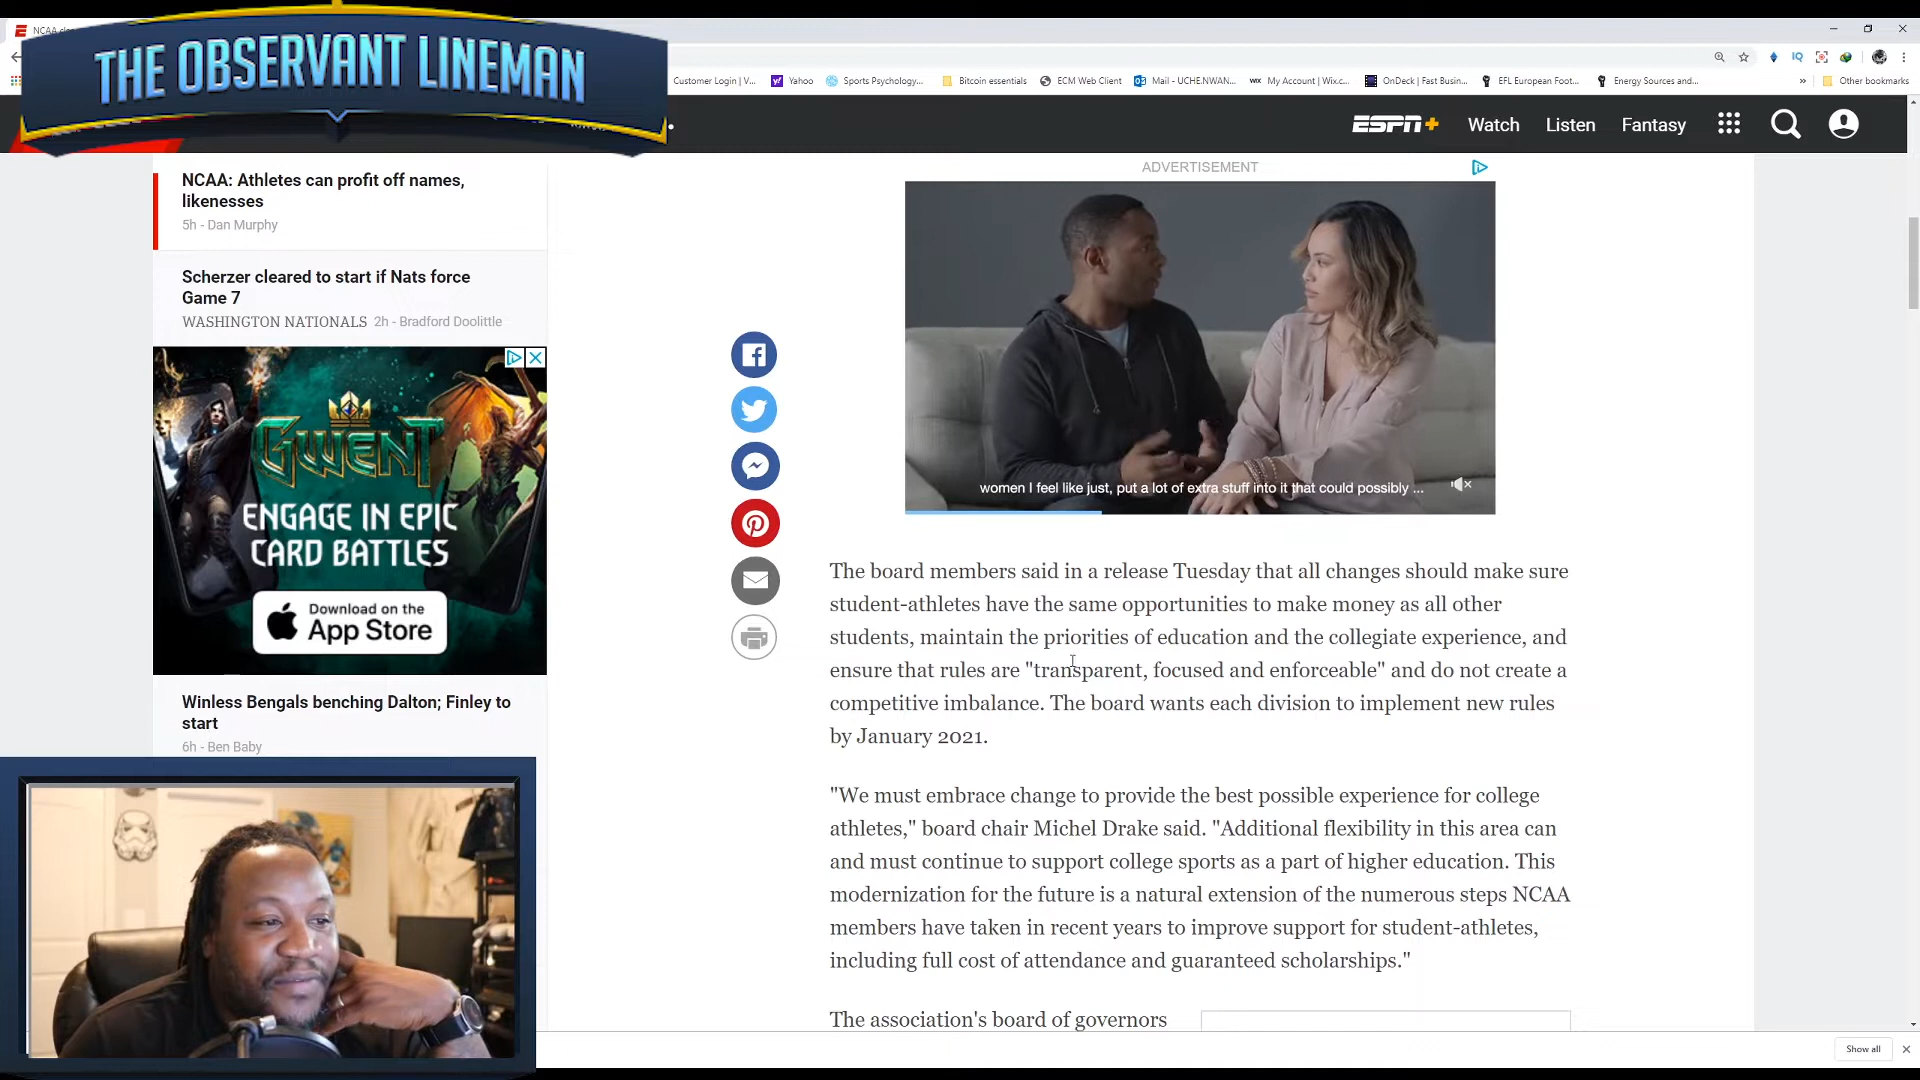 NCAA
THE OBSERVANT LINEMAN
Customer Login | V...
Yahoo
Sports Psychology...
Bitcoin essentials
ECM Web Client
Mail - UCHE.NWAN...
WIX My Account | Wix.c...
OnDeck | Fast Busin...
EFL European Foot...
Energy Sources and...
»
Other bookmarks
IQ
ESPN+
Watch
Listen
Fantasy
NCAA: Athletes can profit off names,
likenesses
5h - Dan Murphy
Scherzer cleared to start if Nats force
Game 7
WASHINGTON NATIONALS 2h - Bradford Doolittle
GWENT
ENGAGE IN EPIC
CARD BATTLES
Download on the
App Store
Winless Bengals benching Dalton; Finley to
start
6h - Ben Baby
ADVERTISEMENT
women I feel like just, put a lot of extra stuff into it that could possibly ...
The board members said in a release Tuesday that all changes should make sure
student-athletes have the same opportunities to make money as all other
students, maintain the priorities of education and the collegiate experience, and
ensure that rules are "transparent, focused and enforceable" and do not create a
competitive imbalance. The board wants each division to implement new rules
by January 2021.
"We must embrace change to provide the best possible experience for college
athletes," board chair Michel Drake said. "Additional flexibility in this area can
and must continue to support college sports as a part of higher education. This
modernization for the future is a natural extension of the numerous steps NCAA
members have taken in recent years to improve support for student-athletes,
including full cost of attendance and guaranteed scholarships."
The association's board of governors
Show all